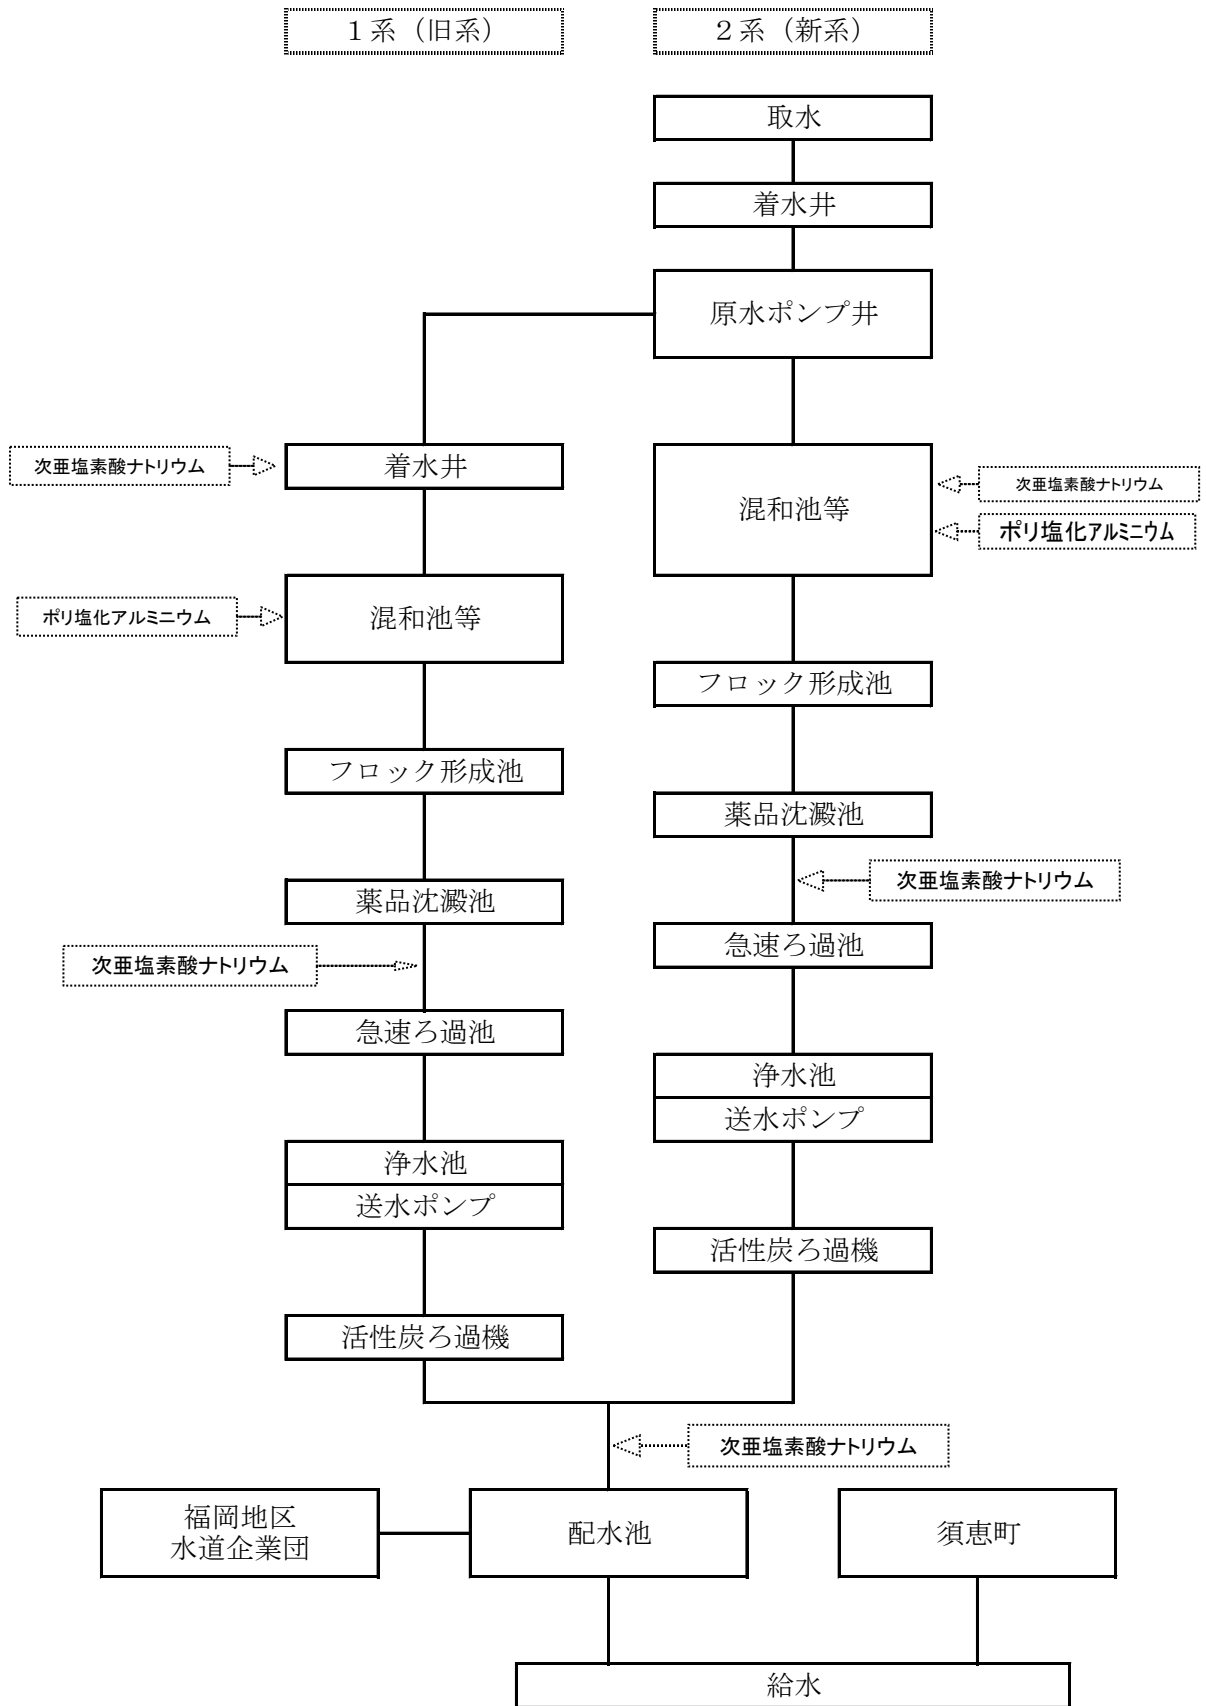 1系（旧系）
2系（新系）
取水
着水井
原水ポンプ井
次亜塩素酸ナトリウム
着水井
混和池等
次亜塩素酸ナトリウム
ポリ塩化アルミニウム
ポリ塩化アルミニウム
混和池等
フロック形成池
フロック形成池
薬品沈澱池
次亜塩素酸ナトリウム
薬品沈澱池
急速ろ過池
次亜塩素酸ナトリウム
急速ろ過池
浄水池
送水ポンプ
浄水池
送水ポンプ
活性炭ろ過機
活性炭ろ過機
次亜塩素酸ナトリウム
福岡地区
水道企業団
配水池
須恵町
給水